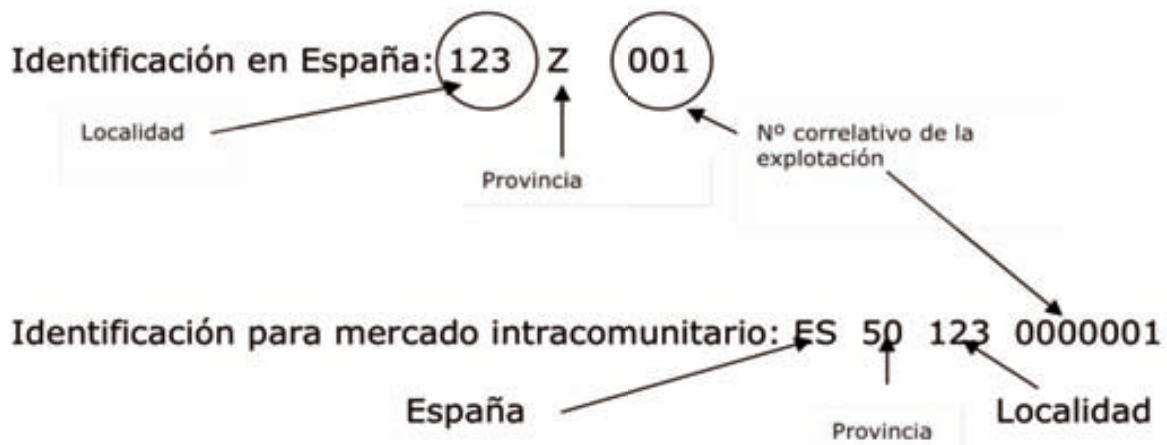 Identificación en España: 123 Z 001
Localidad
Nº correlativo de la
explotación
Provincia
Identificación para mercado intracomunitario: ES 50 123 0000001
España
Localidad
Provincia